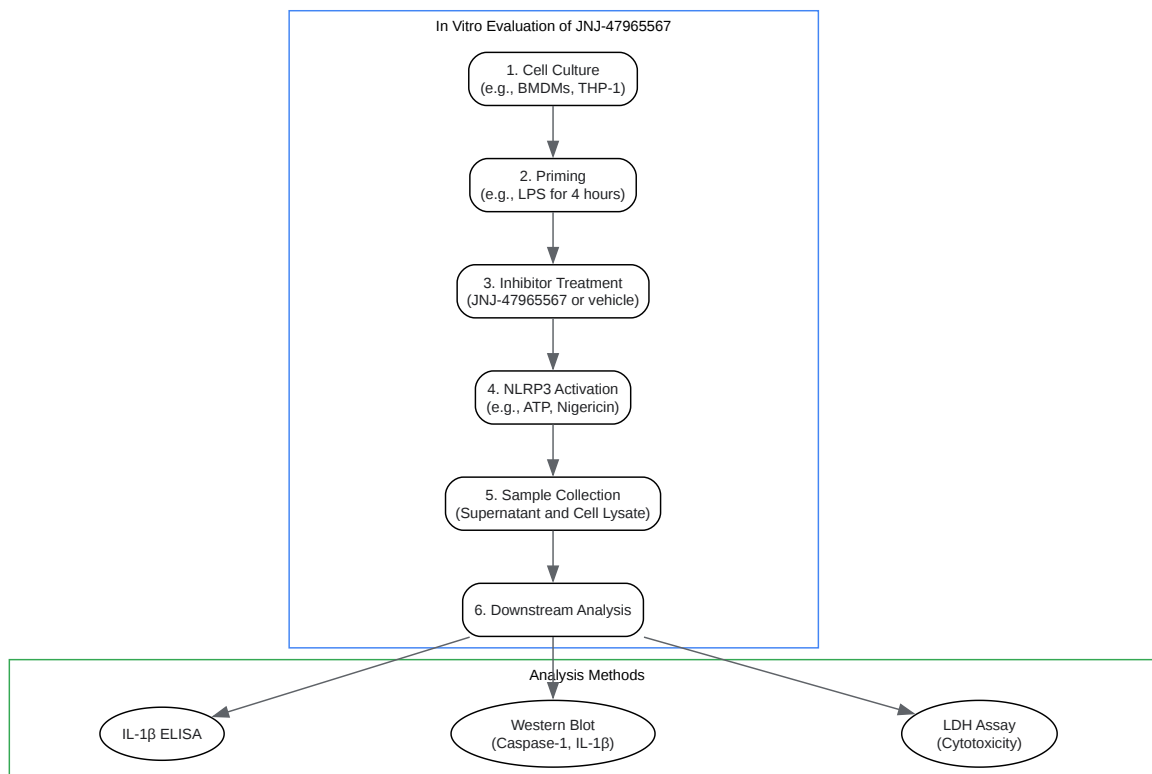 In Vitro Evaluation of JNJ-47965567
1. Cell Culture
(e.g., BMDMs, THP-1)
2. Priming
(e.g., LPS for 4 hours)
3. Inhibitor Treatment
(JNJ-47965567 or vehicle)
4. NLRP3 Activation
(e.g., ATP, Nigericin)
5. Sample Collection
(Supernatant and Cell Lysate)
6. Downstream Analysis
Analysis Methods
IL-1β ELISA
Western Blot
(Caspase-1, IL-1β)
LDH Assay
(Cytotoxicity)